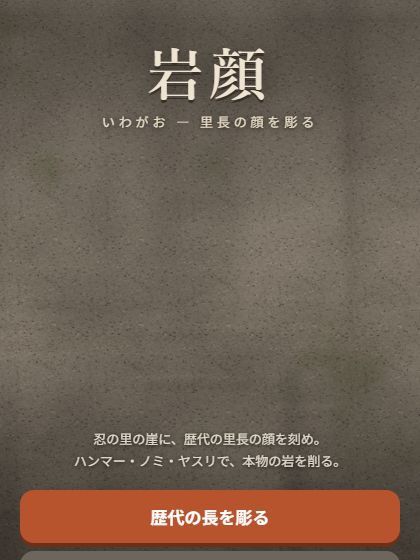 岩顔
いわがお ― 里長の顔を彫る
忍の里の崖に、歴代の里長の顔を刻め。
ハンマー・ノミ・ヤスリで、本物の岩を削る。
歴代の長を彫る